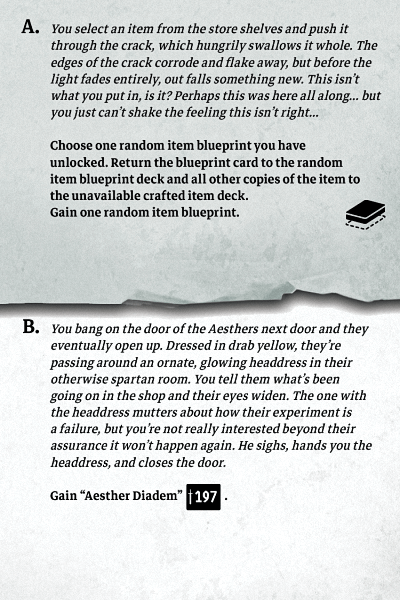 A. You select an item from the store shelves and push it
through the crack, which hungrily swallows it whole. The
edges of the crack corrode and flake away, but before the
light fades entirely, out falls something new. This isn't
what you put in, is it? Perhaps this was here all along... but
you just can't shake the feeling this isn't right...
Choose one random item blueprint you have
unlocked. Return the blueprint card to the random
item blueprint deck and all other copies of the item to
the unavailable crafted item deck.
Gain one random item blueprint.
B. You bang on the door of the Aesthers next door and they
eventually open up. Dressed in drab yellow, they're
passing around an ornate, glowing headdress in their
otherwise spartan room. You tell them what's been
going on in the shop and their eyes widen. The one with
the headdress mutters about how their experiment is
a failure, but you're not really interested beyond their
assurance it won't happen again. He sighs, hands you the
headdress, and closes the door.
Gain “Aesther Diadem” †197 .